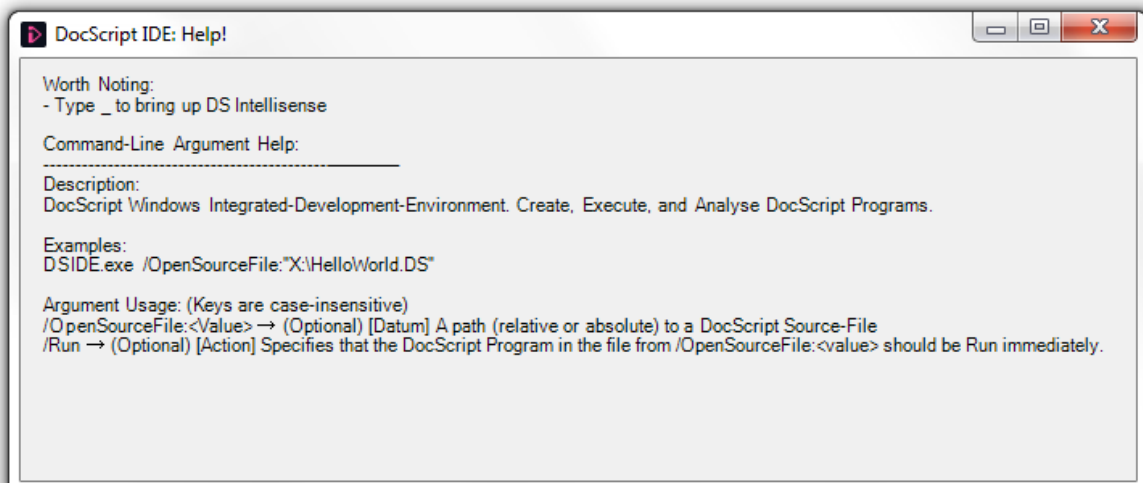 DocScript IDE: Help!
Worth Noting:
- Type _ to bring up DS Intellisense
Command-Line Argument Help:
--------------------------------------------------------
Description:
DocScript Windows Integrated-Development-Environment. Create, Execute, and Analyse DocScript Programs.
Examples:
DSIDE.exe /OpenSourceFile:"X:\HelloWorld.DS"
Argument Usage: (Keys are case-insensitive)
/OpenSourceFile:<Value> → (Optional) [Datum] A path (relative or absolute) to a DocScript Source-File
/Run → (Optional) [Action] Specifies that the DocScript Program in the file from /OpenSourceFile:<value> should be Run immediately.